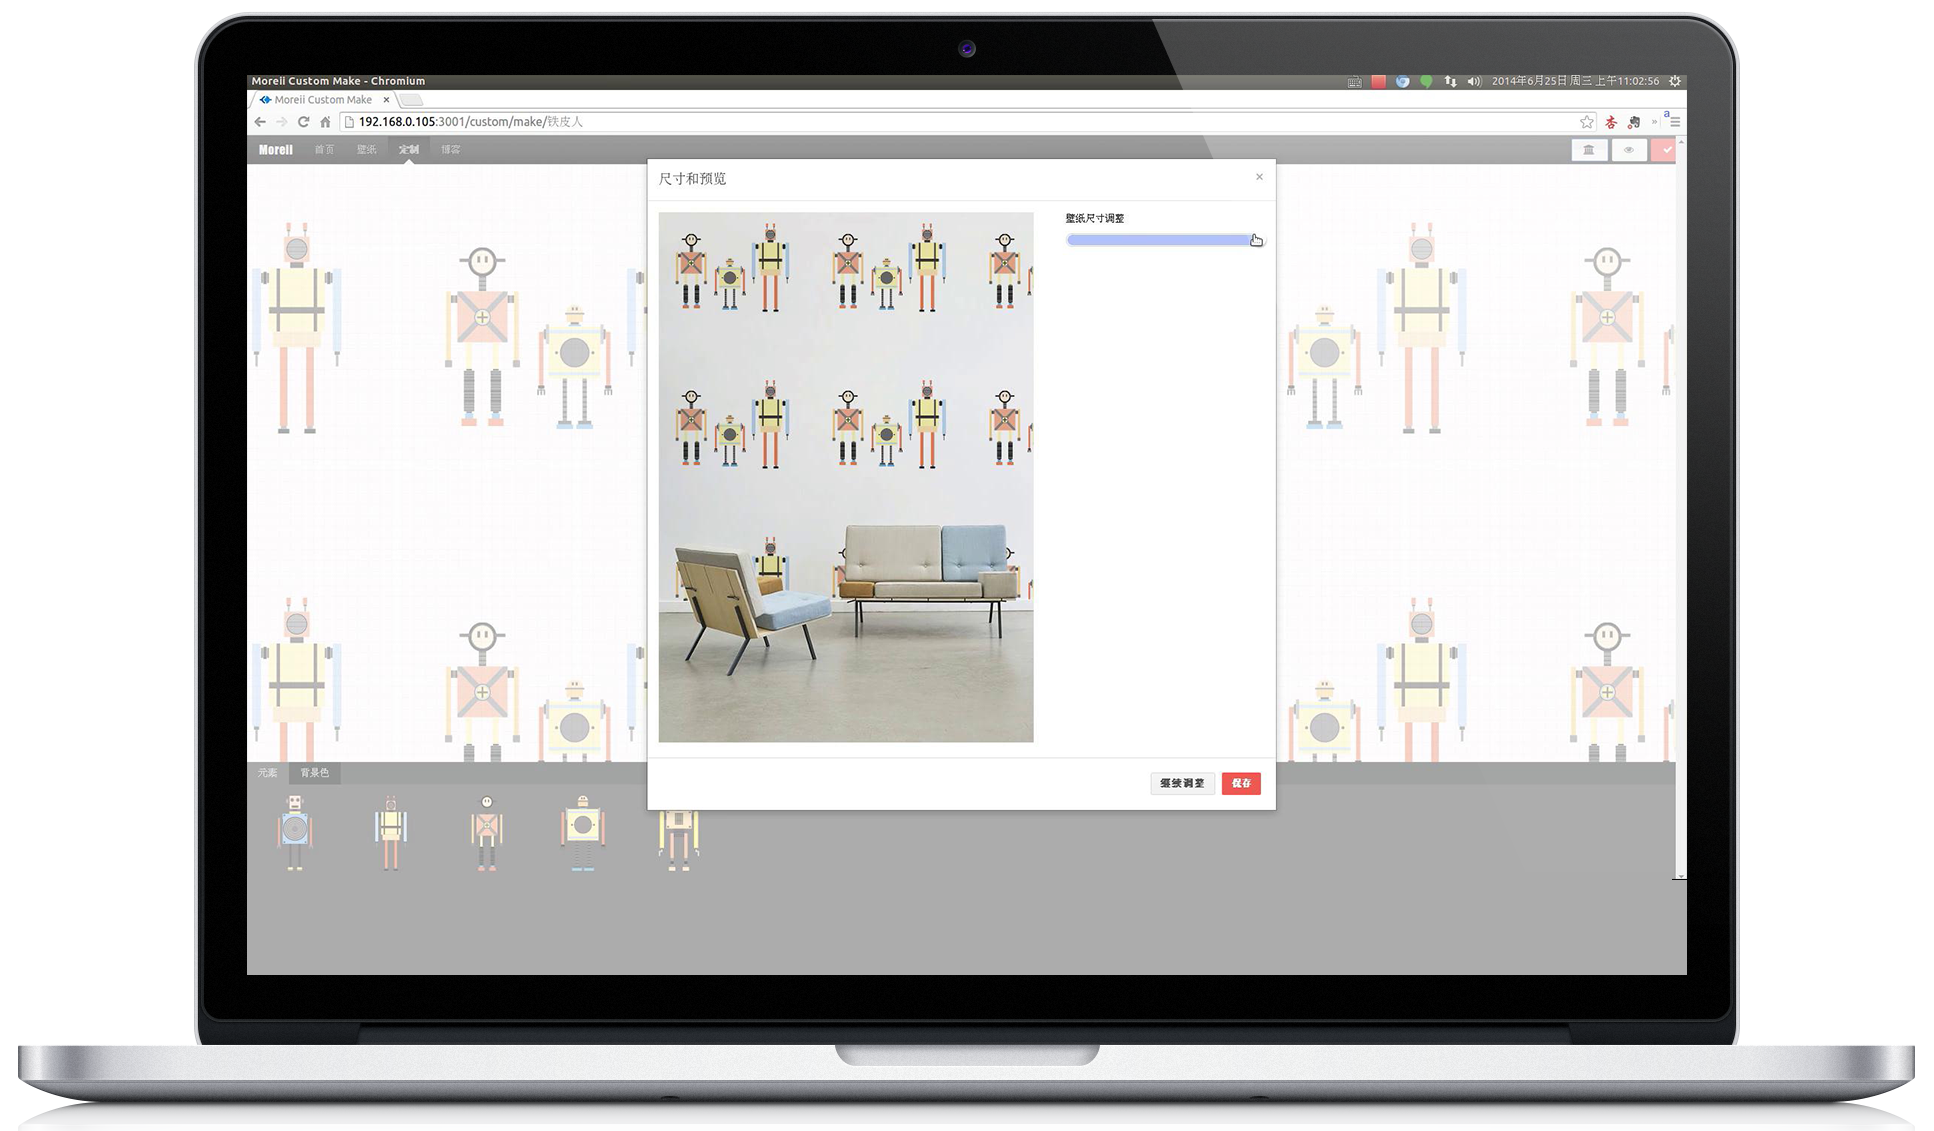 Moreii Custom Make - Chromium
2014年6月25日 周三 上午11:02:56
Moreii Custom Make
192.168.0.105:3001/custom/make/铁皮人
Moreii 首页 壁纸 定制 博客
尺寸和预览
壁纸尺寸调整
元素 背景色
继续调整 保存